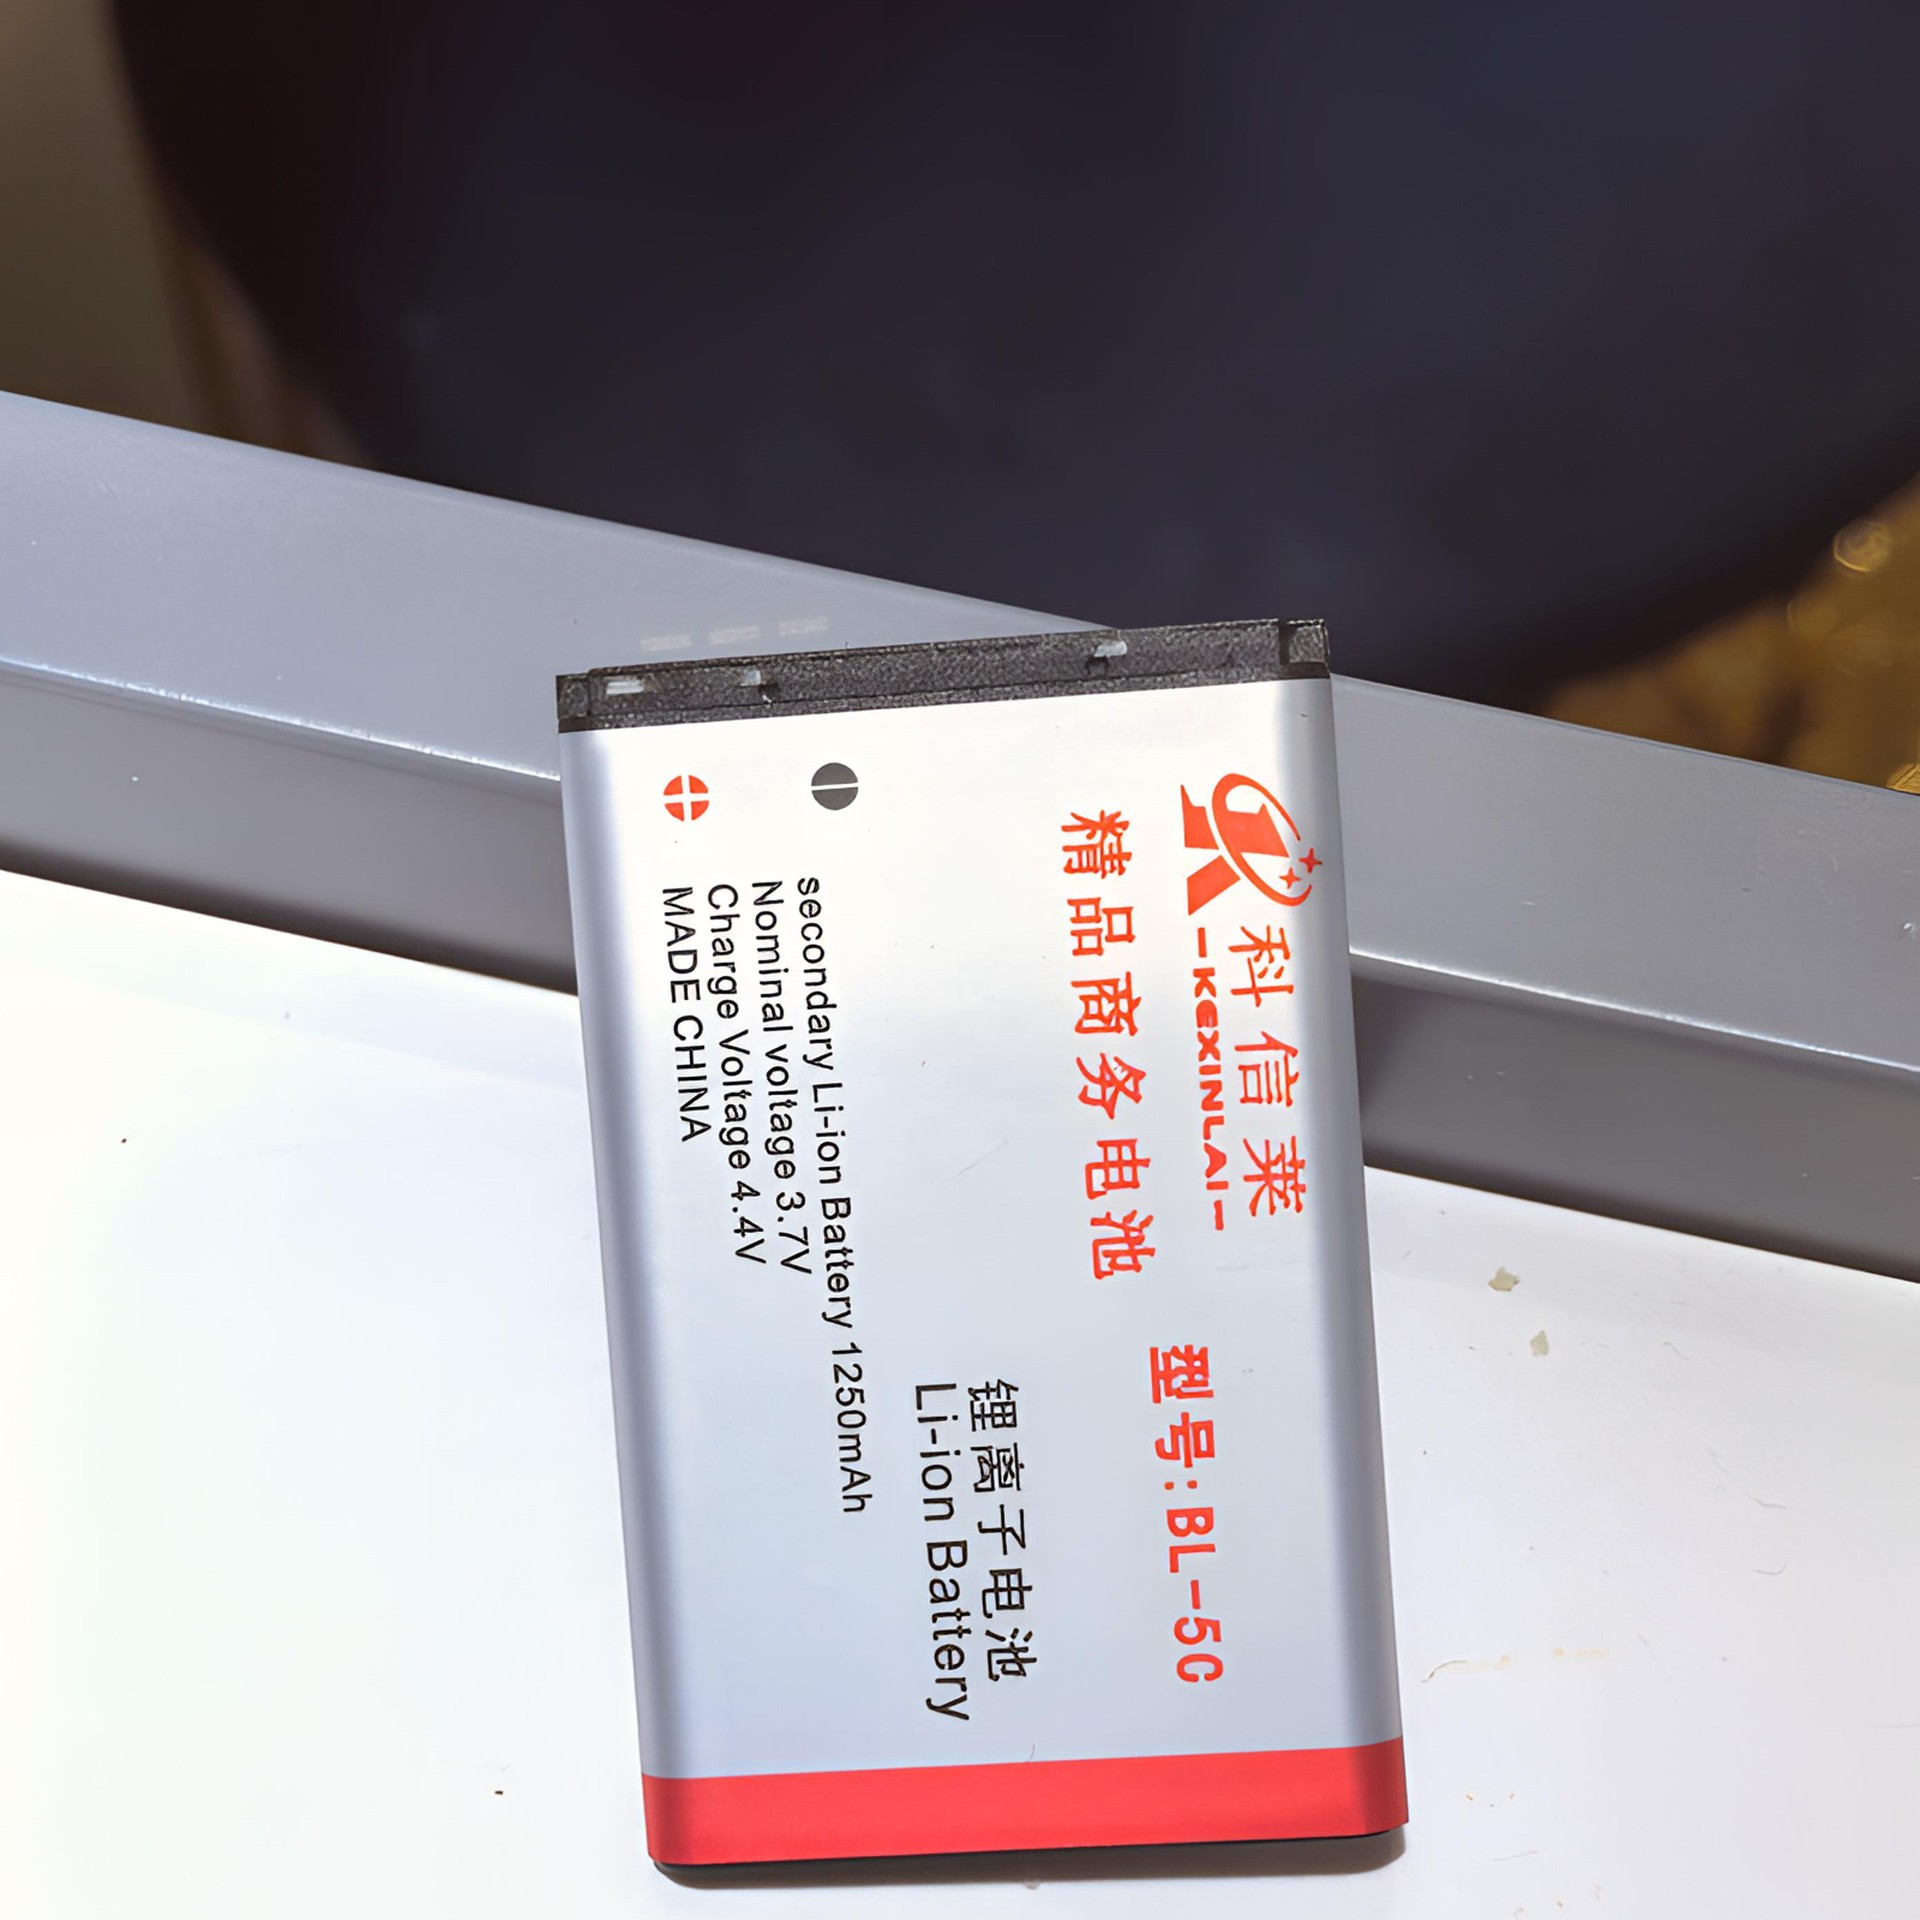 科信莱
-KEXINLAI-
精品商务电池
型号:BL-5C
锂离子电池
Li-ion Battery
secondary Li-ion Battery 1250mAh
Nominal voltage 3.7V
Charge Voltage 4.4V
MADE CHINA